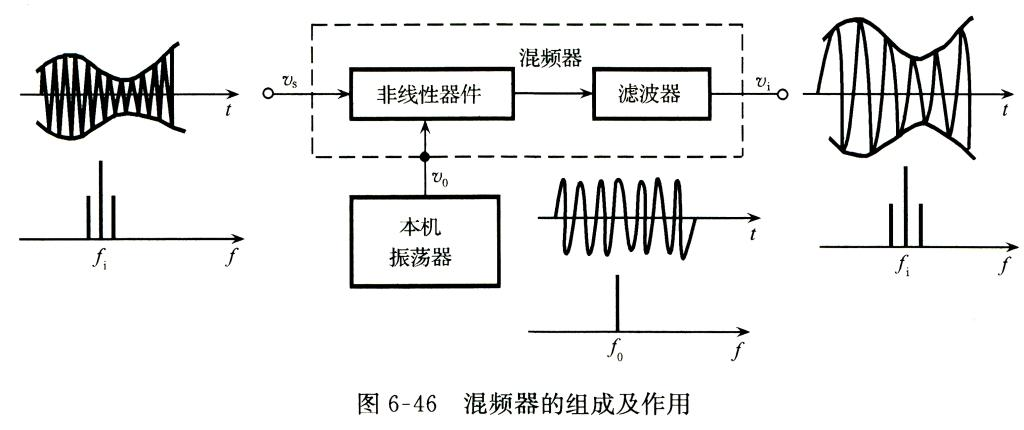 混频器
v_s
非线性器件
滤波器
v_i
t
t
v_0
本机
振荡器
t
f_i
f
f_i
f
f_0
f
图 6-46 混频器的组成及作用